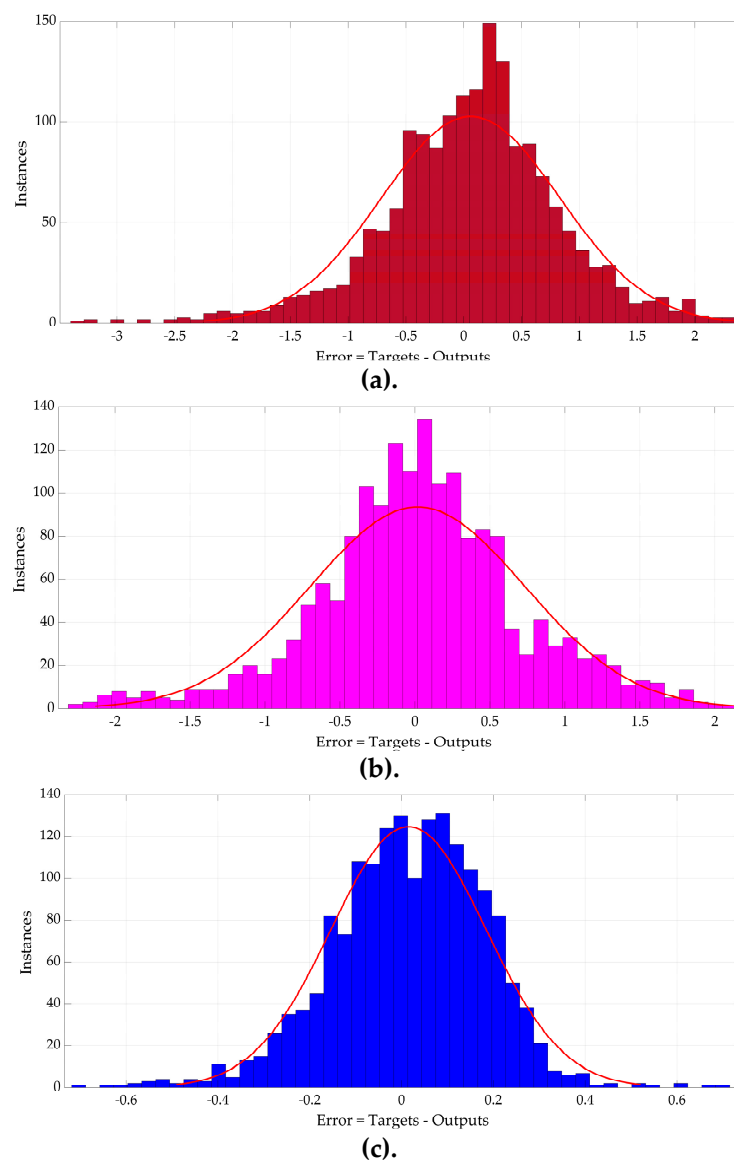 150
100
50
0
Instances
-3 -2.5 -2 -1.5 -1 -0.5 0 0.5 1 1.5 2
Error = Targets - Outputs
(a).
140
120
100
80
60
40
20
0
Instances
-2 -1.5 -1 -0.5 0 0.5 1 1.5 2
Error = Targets - Outputs
(b).
140
120
100
80
60
40
20
0
Instances
-0.6 -0.4 -0.2 0 0.2 0.4 0.6
Error = Targets - Outputs
(c).